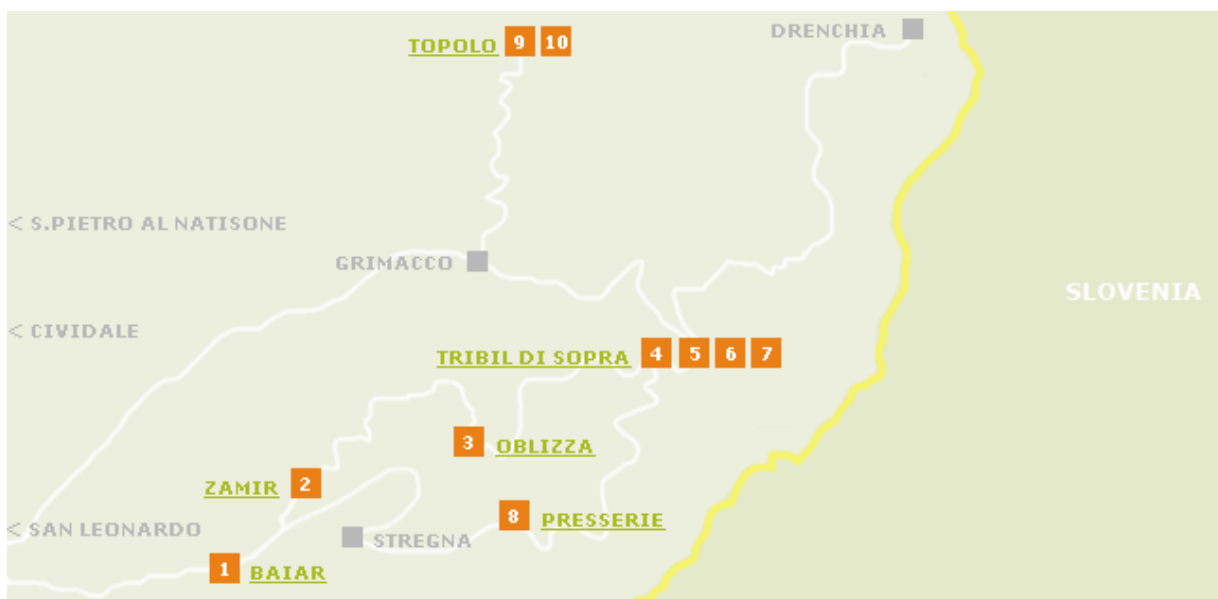 TOPOLO 9 10
DRENCHIA
< S.PIETRO AL NATISONE
GRIMACCO
SLOVENIA
< CIVIDALE
TRIBIL DI SOPRA 4 5 6 7
3 OBLIZZA
ZAMIR 2
8 PRESSERIE
< SAN LEONARDO
STREGNA
1 BAIAR